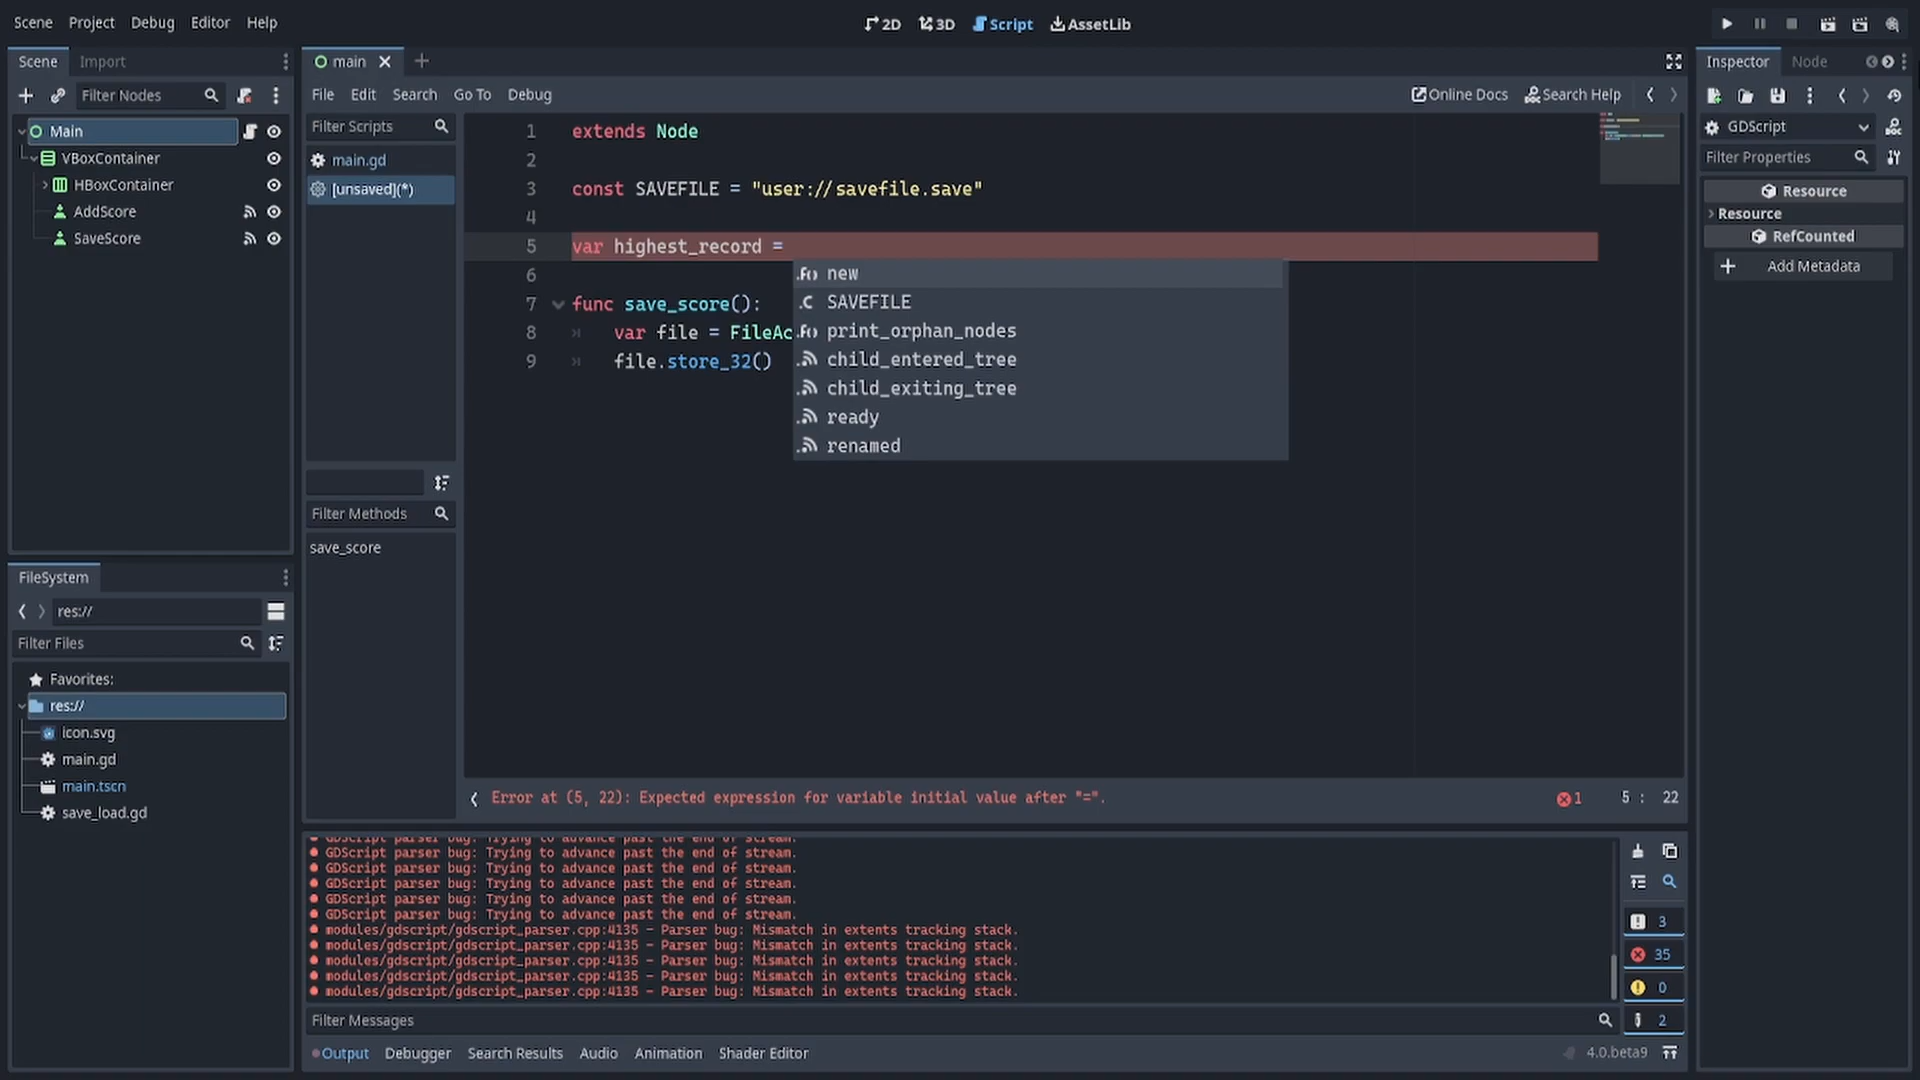 Scene Project Debug Editor Help
2D 3D Script AssetLib
Scene Import
Filter Nodes
Main
VBoxContainer
HBoxContainer
AddScore
SaveScore
FileSystem
res://
Filter Files
Favorites:
res://
icon.svg
main.gd
main.tscn
save_load.gd
main
File Edit Search Go To Debug
Online Docs Search Help
Filter Scripts
main.gd
[unsaved](*)
Filter Methods
save_score
1 extends Node
2
3 const SAVEFILE = "user://savefile.save"
4
5 var highest_record =
6
7 func save_score():
8 var file = FileAc
9 file.store_32()
new
SAVEFILE
print_orphan_nodes
child_entered_tree
child_exiting_tree
ready
renamed
Error at (5, 22): Expected expression for variable initial value after "=".
1 5 : 22
GDScript parser bug: Trying to advance past the end of stream.
GDScript parser bug: Trying to advance past the end of stream.
GDScript parser bug: Trying to advance past the end of stream.
GDScript parser bug: Trying to advance past the end of stream.
GDScript parser bug: Trying to advance past the end of stream.
GDScript parser bug: Trying to advance past the end of stream.
modules/gdscript/gdscript_parser.cpp:4135 - Parser bug: Mismatch in extents tracking stack.
modules/gdscript/gdscript_parser.cpp:4135 - Parser bug: Mismatch in extents tracking stack.
modules/gdscript/gdscript_parser.cpp:4135 - Parser bug: Mismatch in extents tracking stack.
modules/gdscript/gdscript_parser.cpp:4135 - Parser bug: Mismatch in extents tracking stack.
modules/gdscript/gdscript_parser.cpp:4135 - Parser bug: Mismatch in extents tracking stack.
3
35
0
2
Filter Messages
Output Debugger Search Results Audio Animation Shader Editor
4.0.beta9
Inspector Node
GDScript
Filter Properties
Resource
Resource
RefCounted
Add Metadata